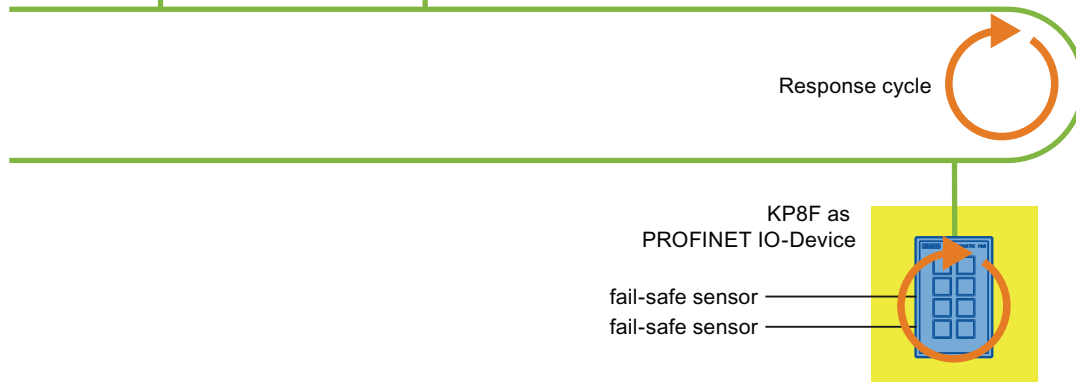 Response cycle
KP8F as
PROFINET IO-Device
fail-safe sensor
fail-safe sensor